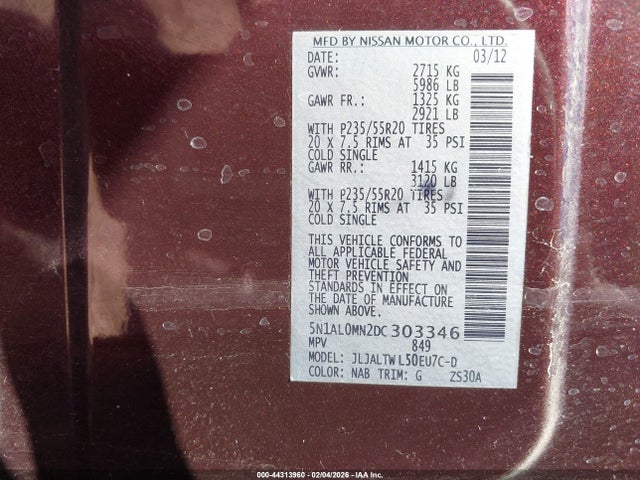 MFD BY NISSAN MOTOR CO., LTD.
DATE: 03/12
GVWR: 2715 KG
5986 LB
GAWR FR.: 1325 KG
2921 LB
WITH P235/55R20 TIRES
20 X 7.5 RIMS AT 35 PSI
COLD SINGLE
GAWR RR.: 1415 KG
3120 LB
WITH P235/55R20 TIRES
20 X 7.5 RIMS AT 35 PSI
COLD SINGLE
THIS VEHICLE CONFORMS TO
ALL APPLICABLE FEDERAL
MOTOR VEHICLE SAFETY AND
THEFT PREVENTION
STANDARDS IN EFFECT ON
THE DATE OF MANUFACTURE
SHOWN ABOVE.
5N1AL0MN2DC303346
MPV 849
MODEL: JLJALTWL50EU7C-D
COLOR: NAB TRIM: G ZS30A
000-44313960 - 02/04/2026 - IAA Inc.